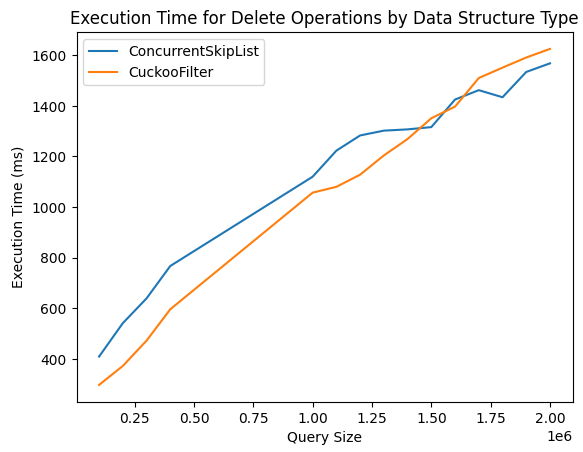 Execution Time for Delete Operations by Data Structure Type
ConcurrentSkipList
CuckooFilter
Execution Time (ms)
1600
1400
1200
1000
800
600
400
0.25
0.50
0.75
1.00
1.25
1.50
1.75
2.00
1e6
Query Size